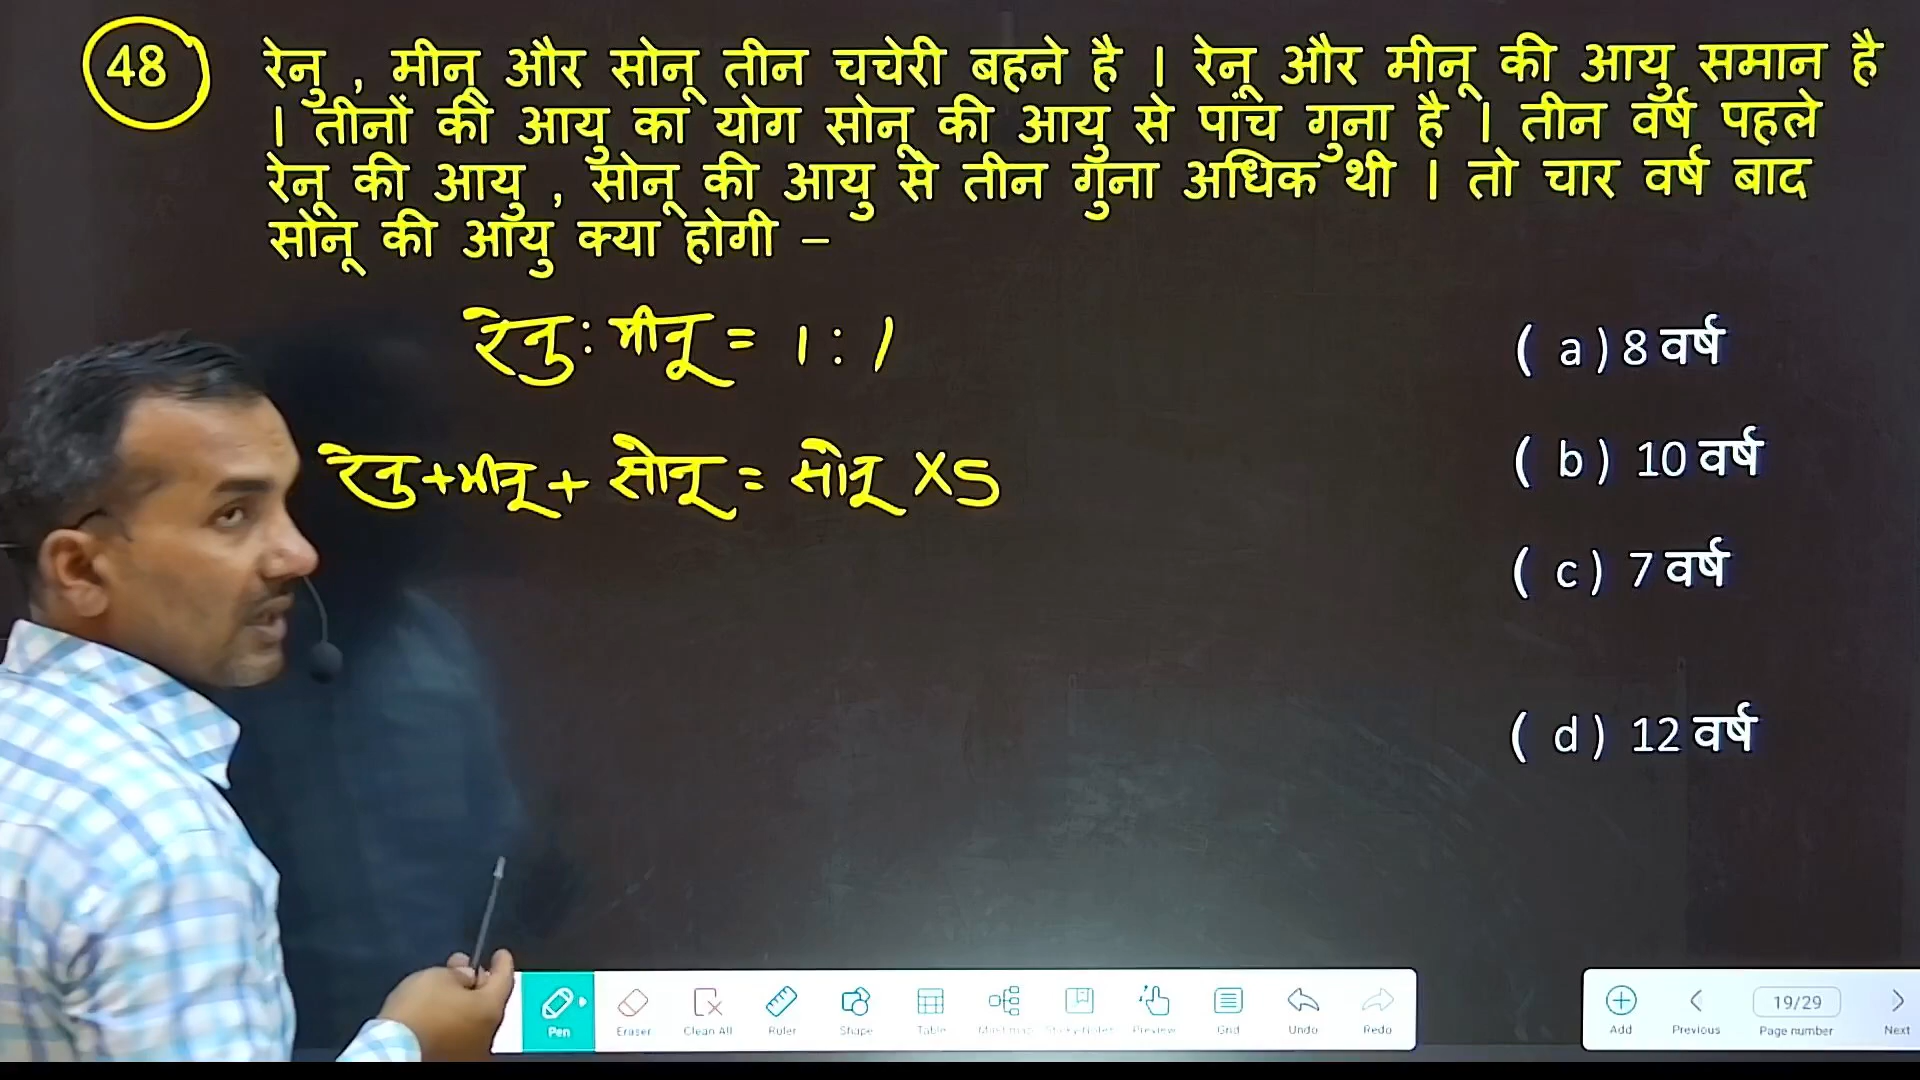 48
रेनु , मीनू और सोनू तीन चचेरी बहने है । रेनू और मीनू की आयु समान है
। तीनों की आयु का योग सोनू की आयु से पांच गुना है । तीन वर्ष पहले
रेनू की आयु , सोनू की आयु से तीन गुना अधिक थी । तो चार वर्ष बाद
सोनू की आयु क्या होगी –
रेनु : मीनू = 1 : 1
रेनु + मीनू + सोनू = सोनू X5
( a ) 8 वर्ष
( b ) 10 वर्ष
( c ) 7 वर्ष
( d ) 12 वर्ष
Pen Eraser Clean All Ruler Shape Table Preview Grid Undo Redo
Add Previous 19/29 Page number Next